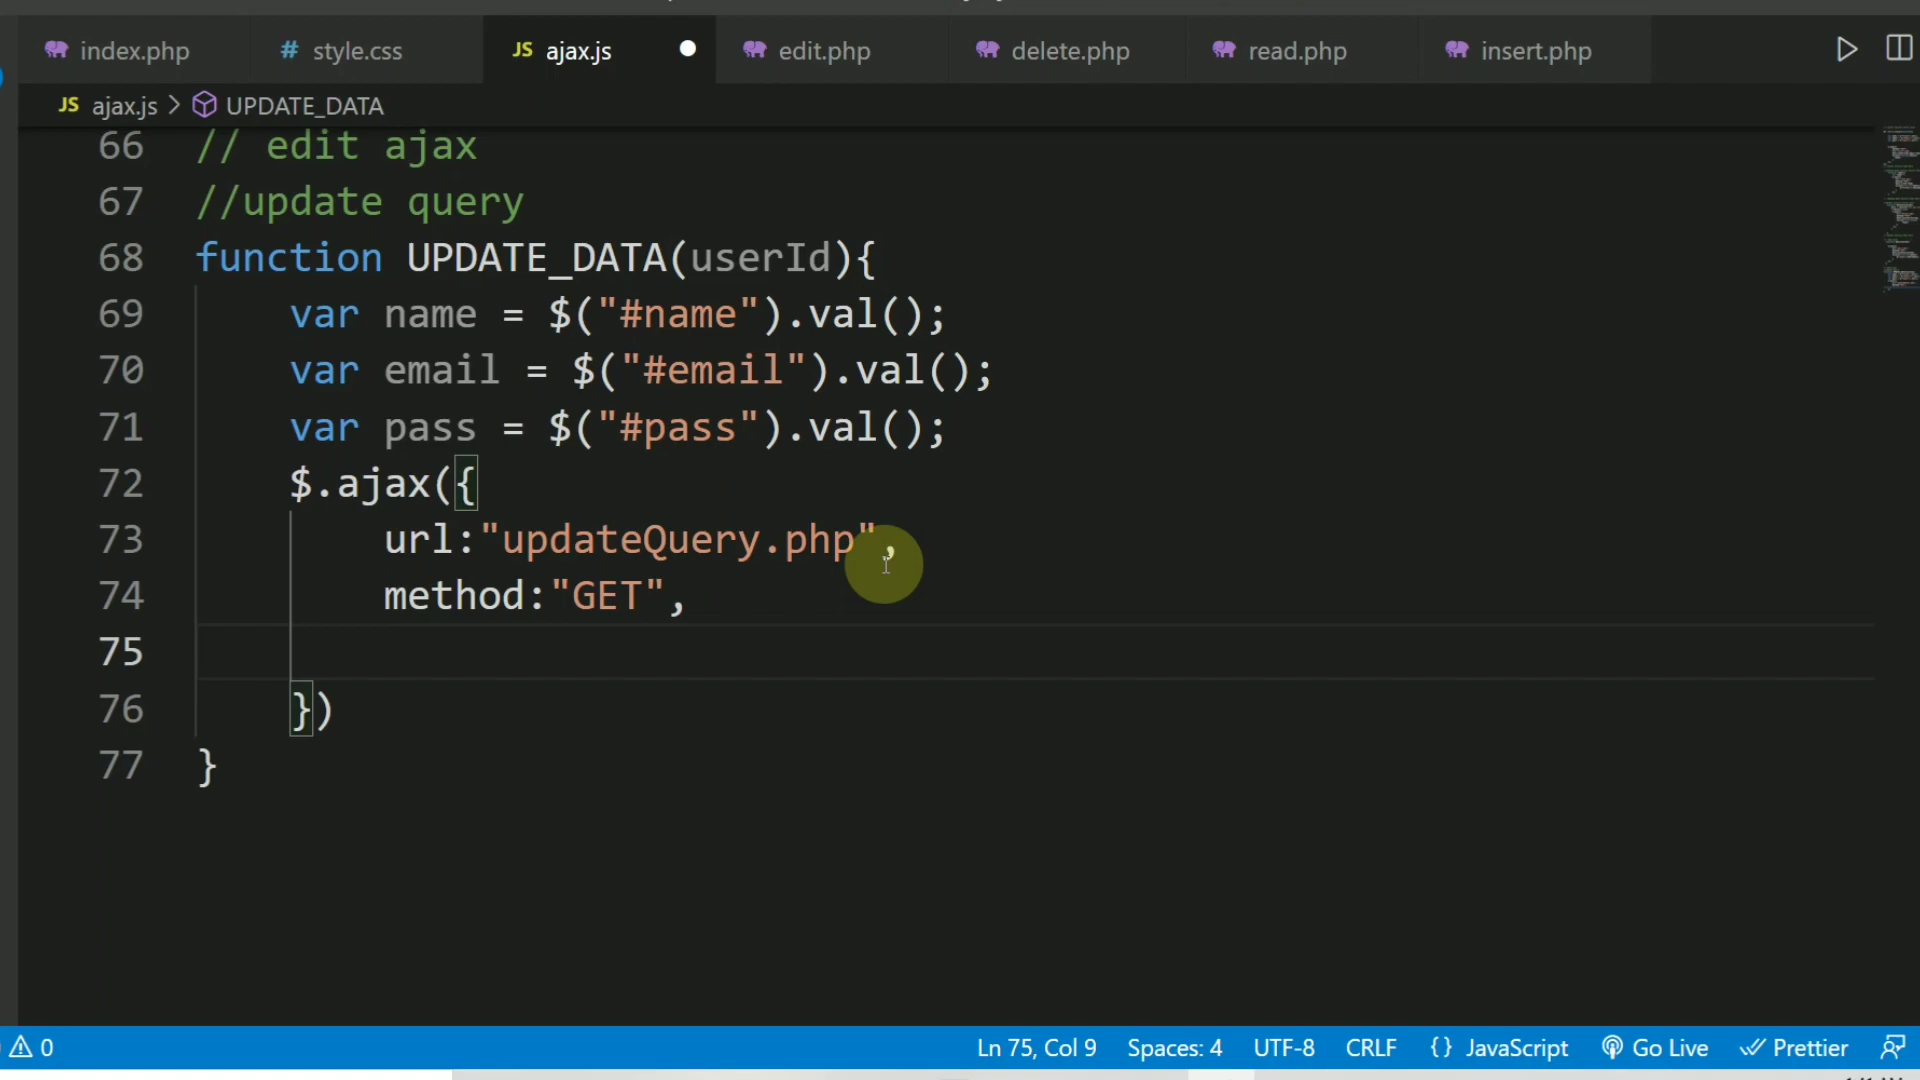 index.php # style.css JS ajax.js edit.php delete.php read.php insert.php
JS ajax.js > UPDATE_DATA
66 // edit ajax
67 //update query
68 function UPDATE_DATA(userId){
69 var name = $("#name").val();
70 var email = $("#email").val();
71 var pass = $("#pass").val();
72 $.ajax({
73 url:"updateQuery.php",
74 method:"GET",
75
76 })
77 }
0 Ln 75, Col 9 Spaces: 4 UTF-8 CRLF {} JavaScript Go Live Prettier